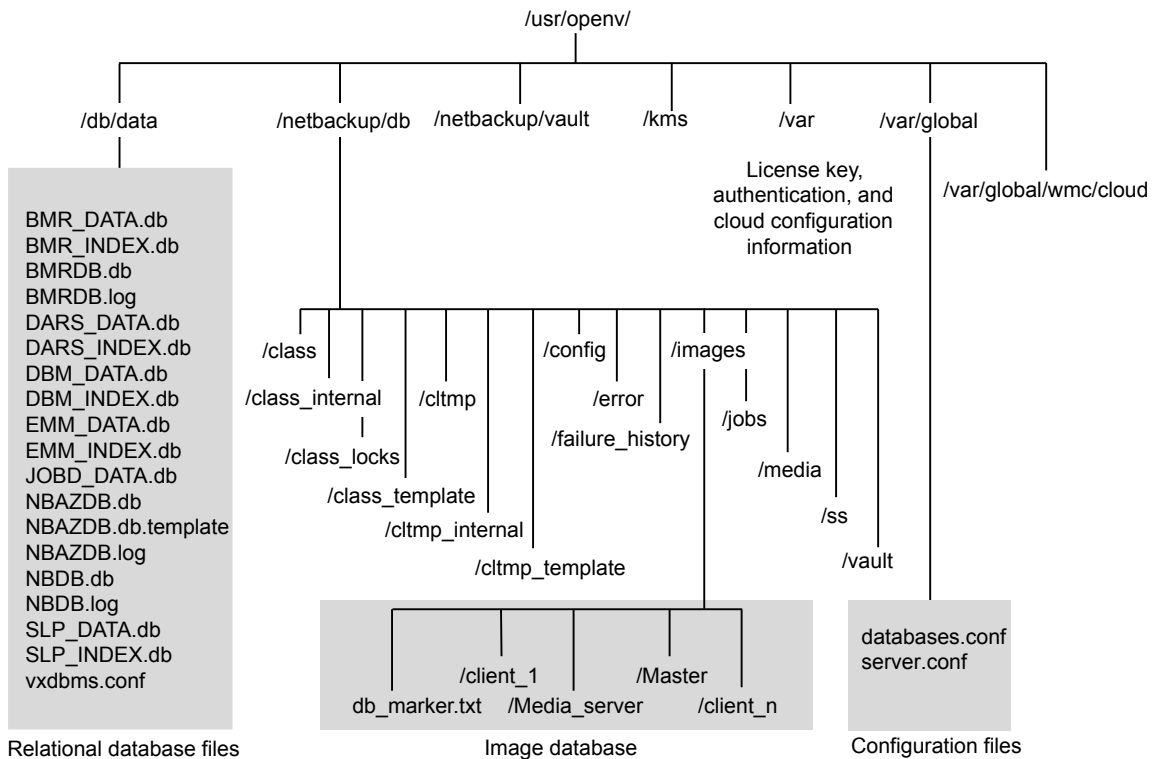 /usr/openv/
/db/data
/netbackup/db
/netbackup/vault
/kms
/var
/var/global
License key,
authentication, and
cloud configuration
information
/var/global/wmc/cloud
BMR_DATA.db
BMR_INDEX.db
BMRDB.db
BMRDB.log
DARS_DATA.db
DARS_INDEX.db
DBM_DATA.db
DBM_INDEX.db
EMM_DATA.db
EMM_INDEX.db
JOBD_DATA.db
NBAZDB.db
NBAZDB.db.template
NBAZDB.log
NBDB.db
NBDB.log
SLP_DATA.db
SLP_INDEX.db
vxdbms.conf
Relational database files
/class
/class_internal
/class_locks
/class_template
/cltmp
/cltmp_internal
/cltmp_template
/config
/error
/failure_history
/images
/jobs
/media
/ss
/vault
db_marker.txt
/client_1
/Media_server
/Master
/client_n
Image database
databases.conf
server.conf
Configuration files